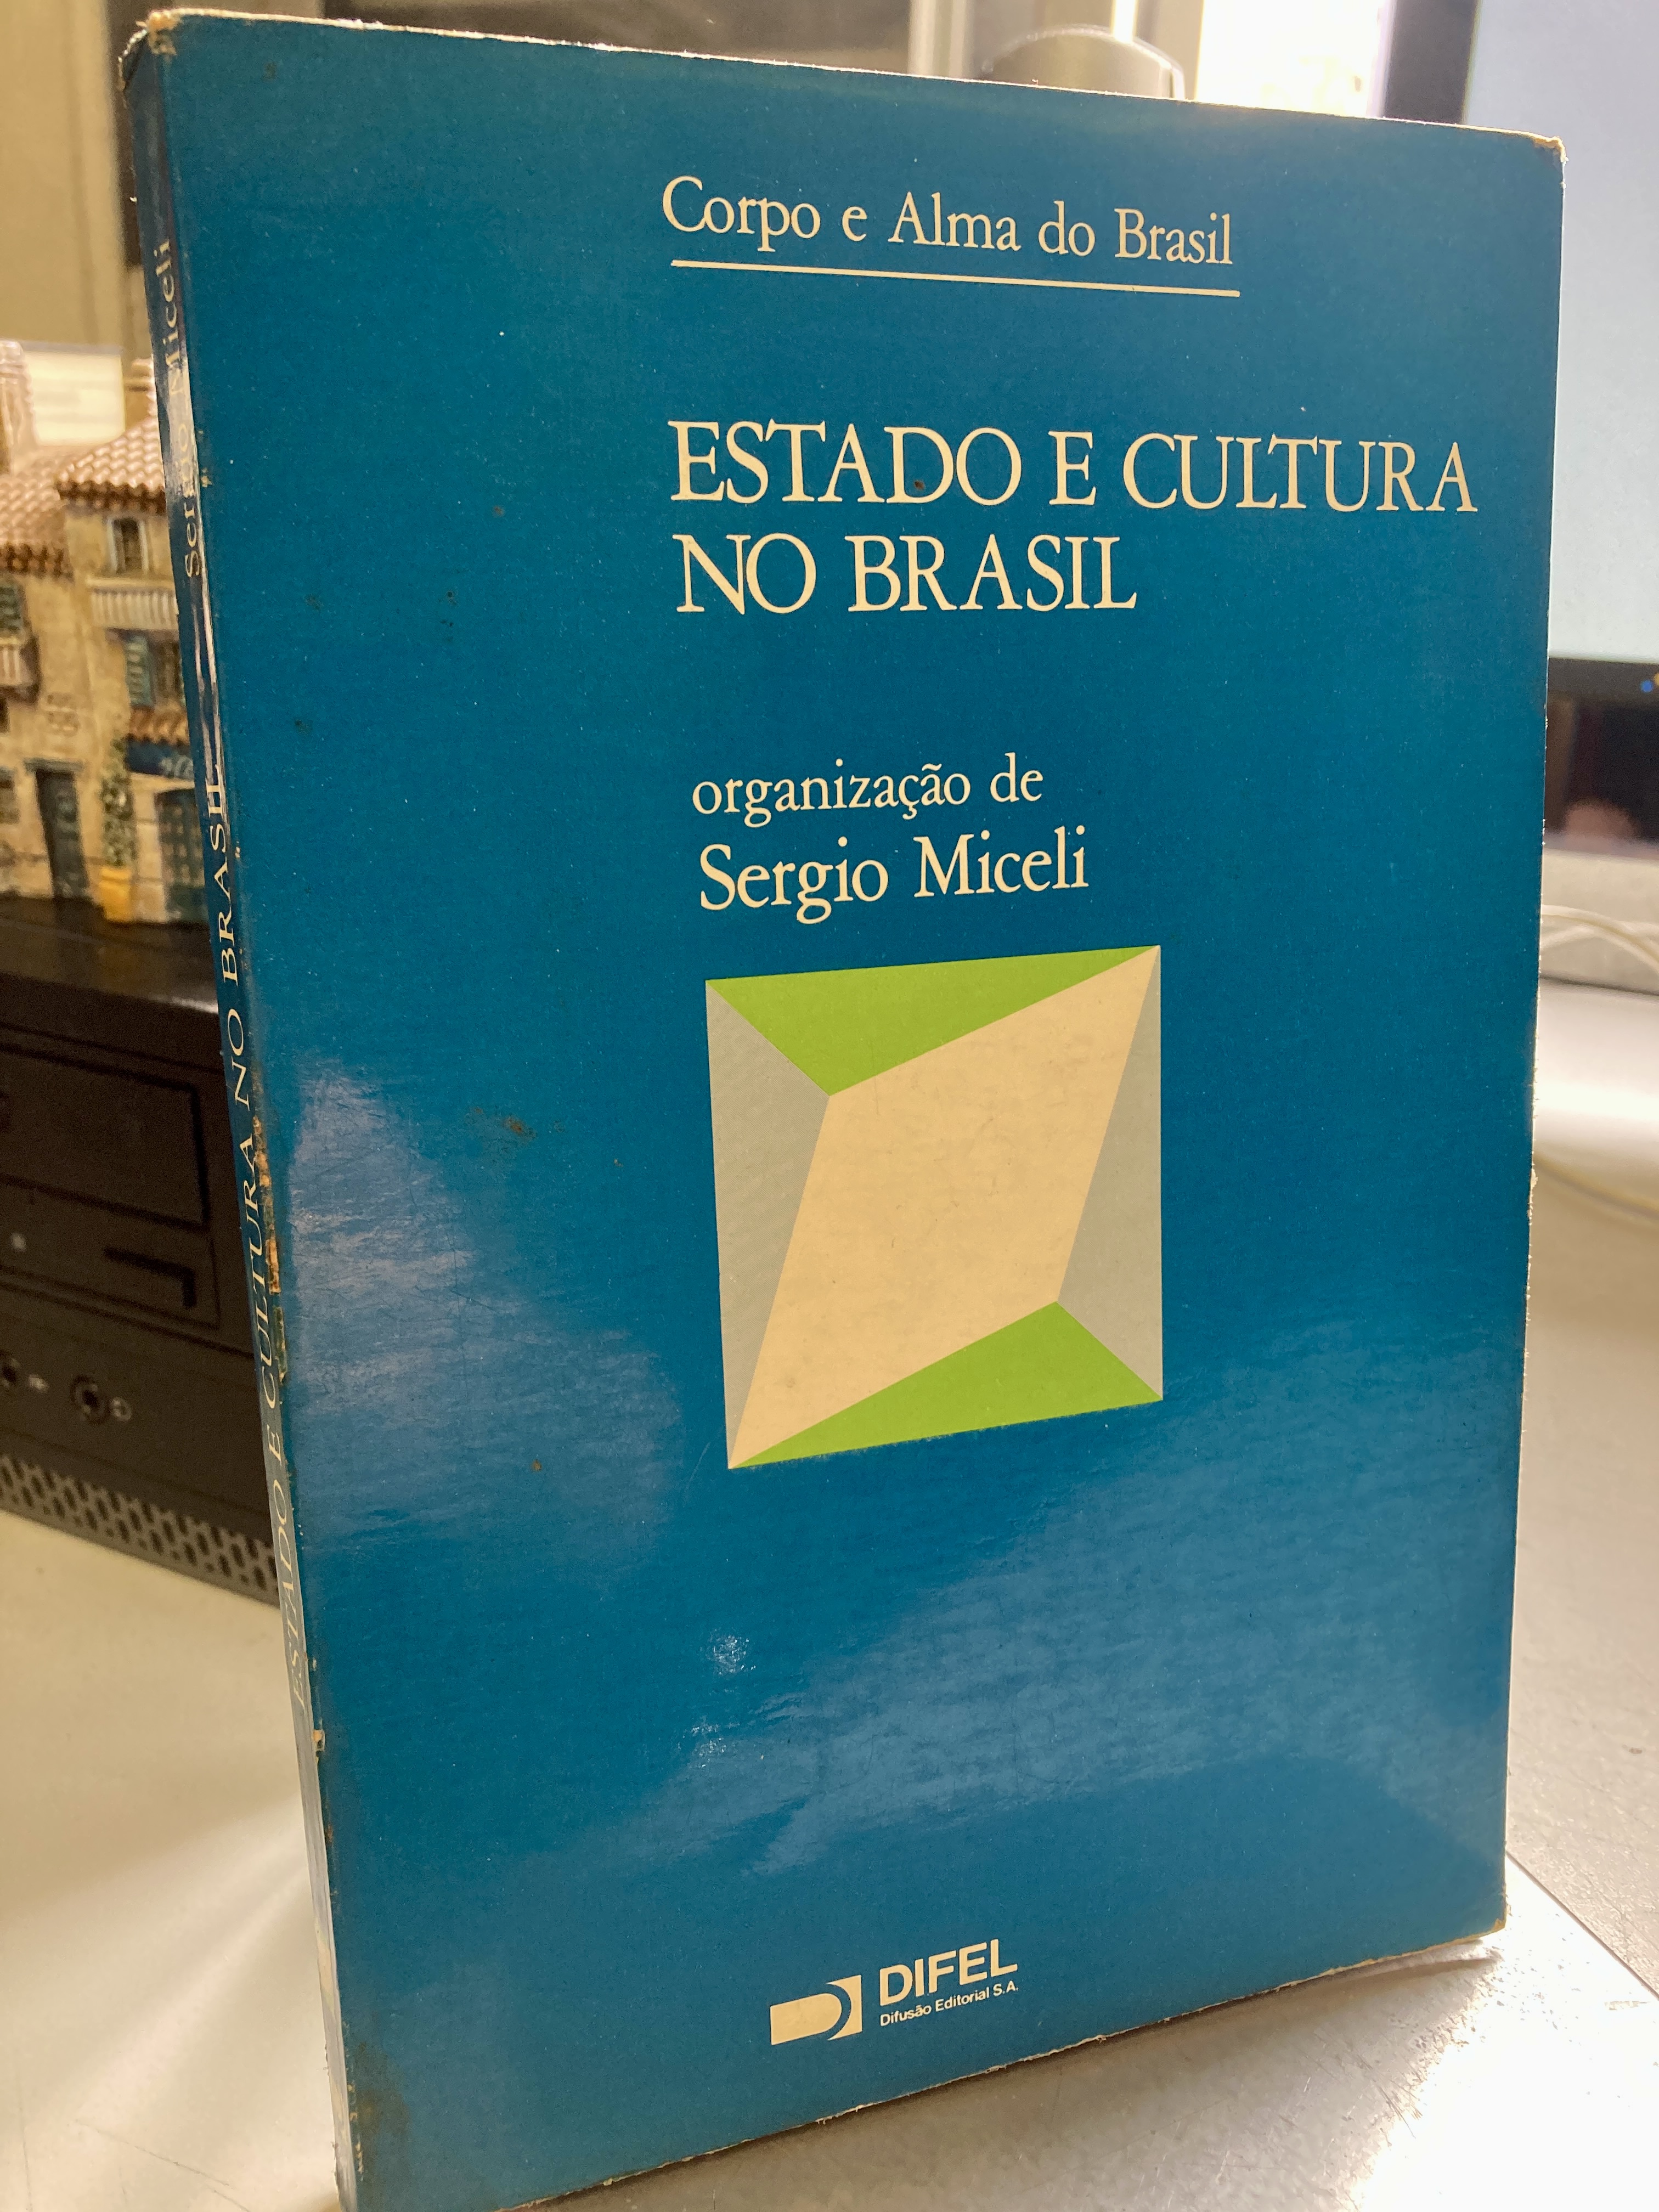 Corpo e Alma do Brasil
ESTADO E CULTURA
NO BRASIL
organização de
Sergio Miceli
DIFEL
Difusão Editorial S.A.
Sergio Miceli
ESTADO E CULTURA NO BRASIL